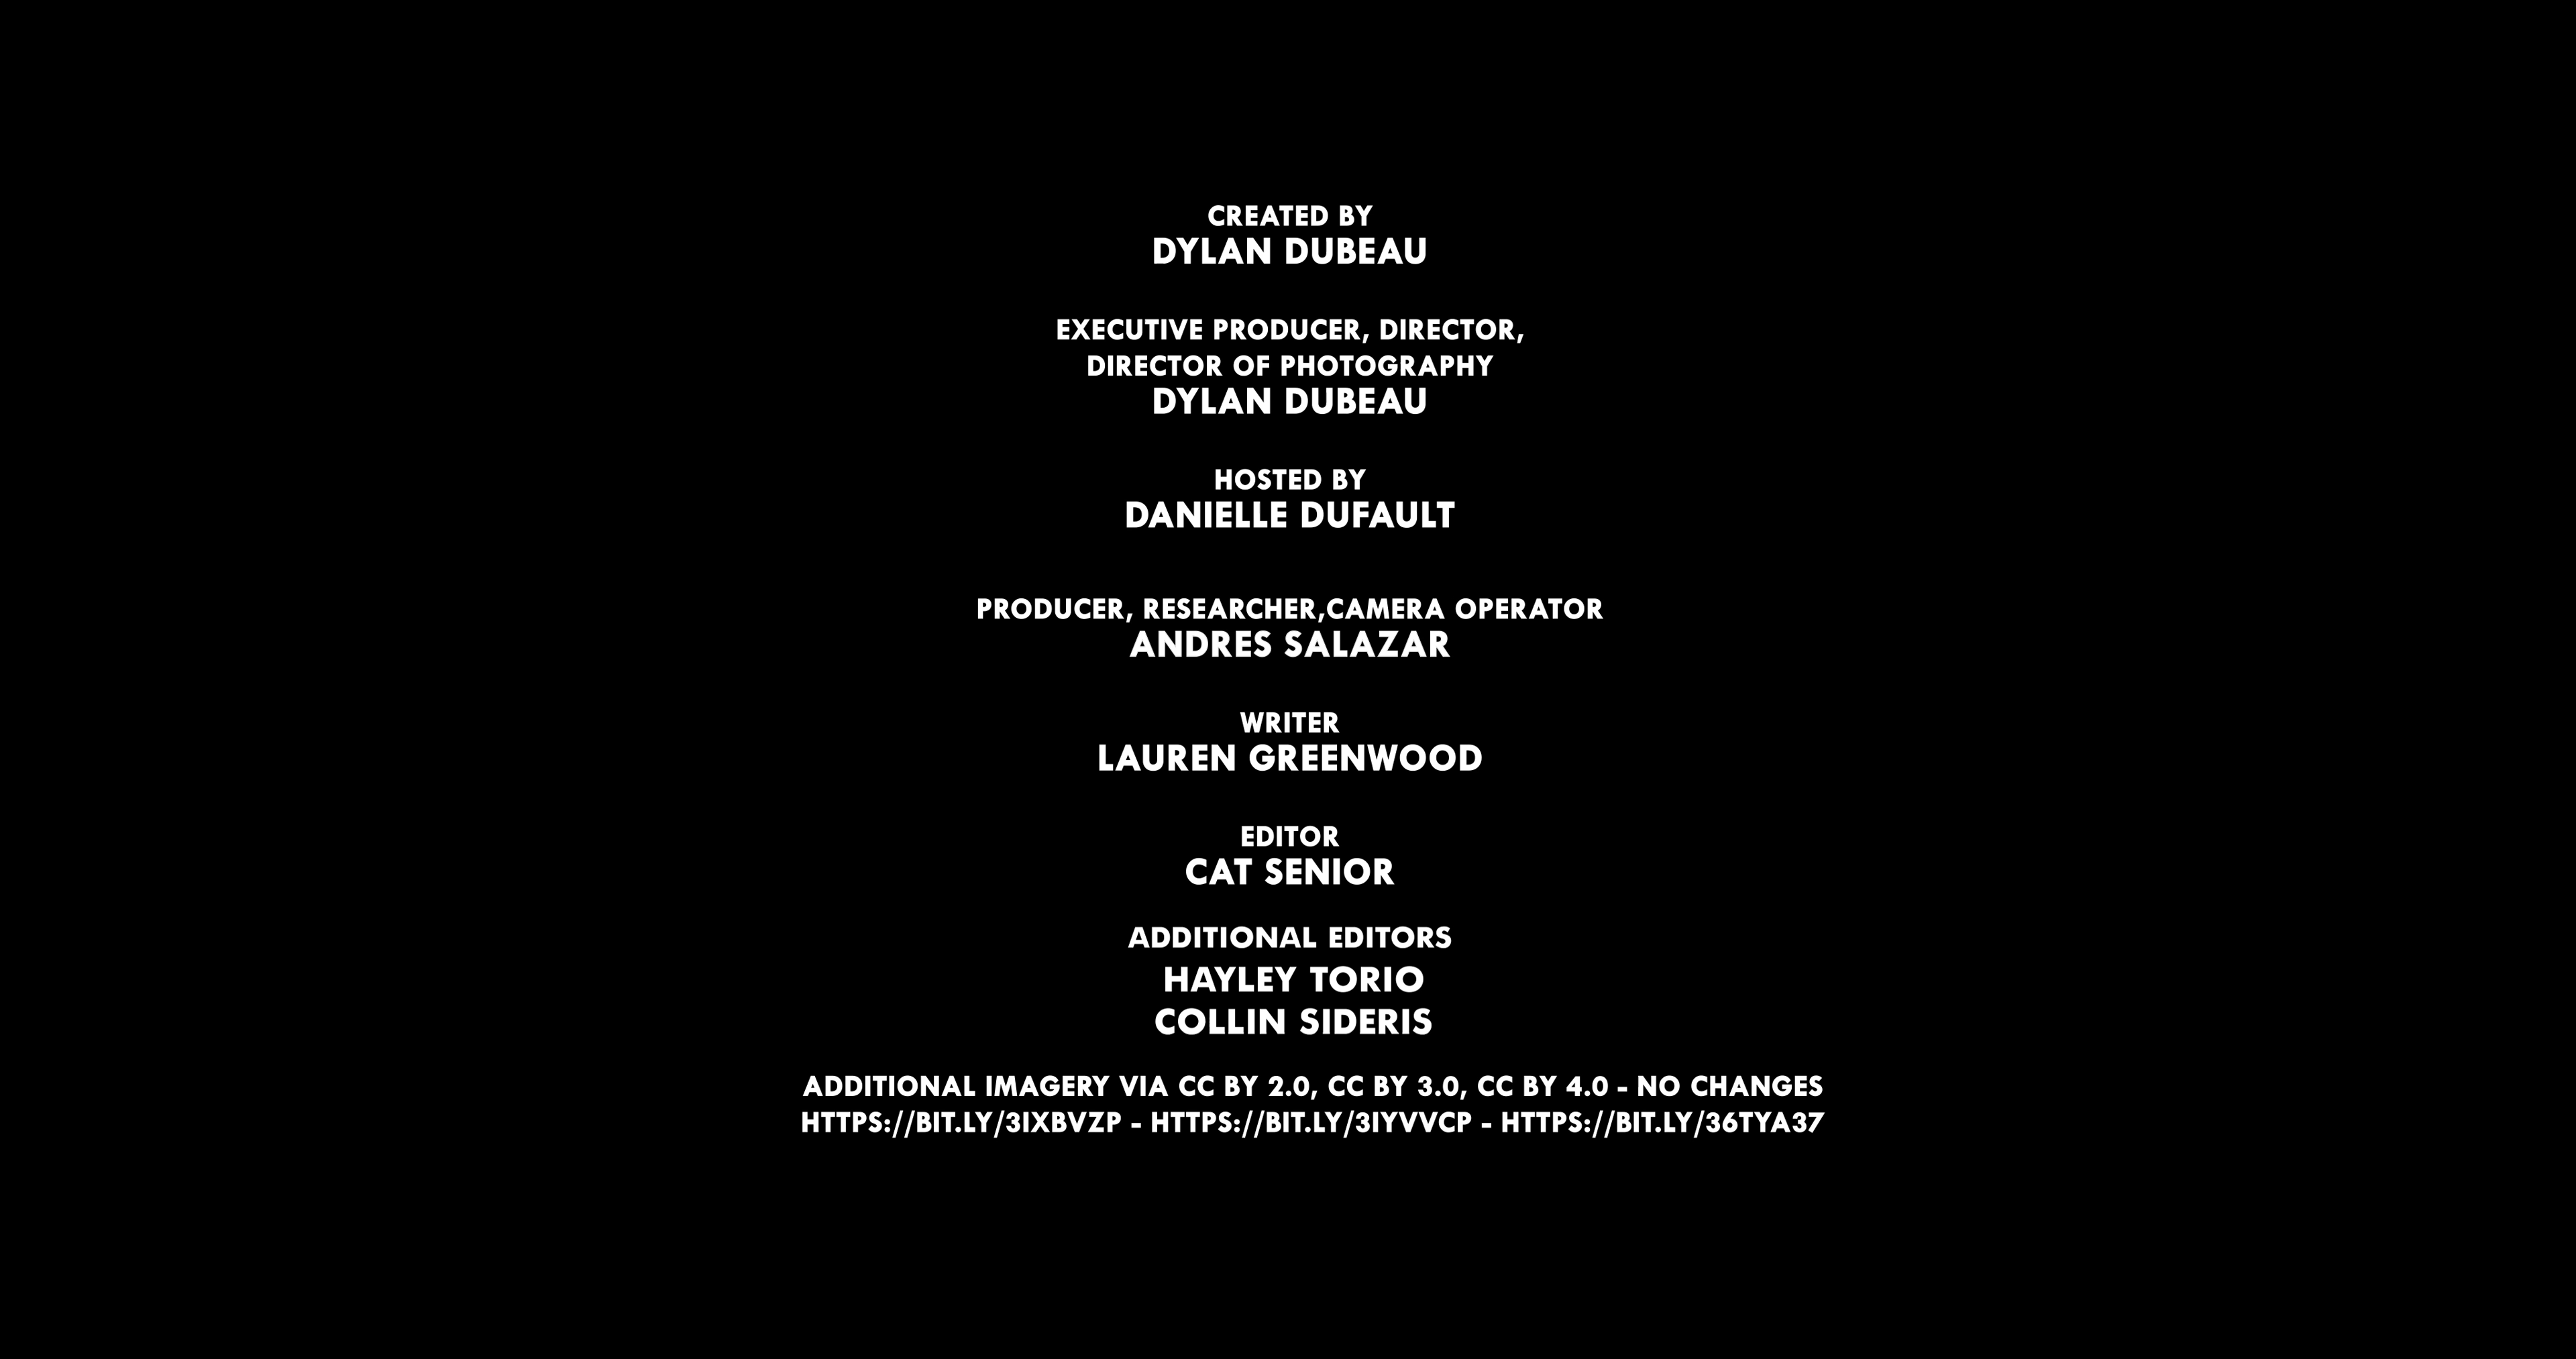 CREATED BY
DYLAN DUBEAU
EXECUTIVE PRODUCER, DIRECTOR,
DIRECTOR OF PHOTOGRAPHY
DYLAN DUBEAU
HOSTED BY
DANIELLE DUFAULT
PRODUCER, RESEARCHER,CAMERA OPERATOR
ANDRES SALAZAR
WRITER
LAUREN GREENWOOD
EDITOR
CAT SENIOR
ADDITIONAL EDITORS
HAYLEY TORIO
COLLIN SIDERIS
ADDITIONAL IMAGERY VIA CC BY 2.0, CC BY 3.0, CC BY 4.0 - NO CHANGES
HTTPS://BIT.LY/3IXBVZP - HTTPS://BIT.LY/3IYVVCP - HTTPS://BIT.LY/36TYA37